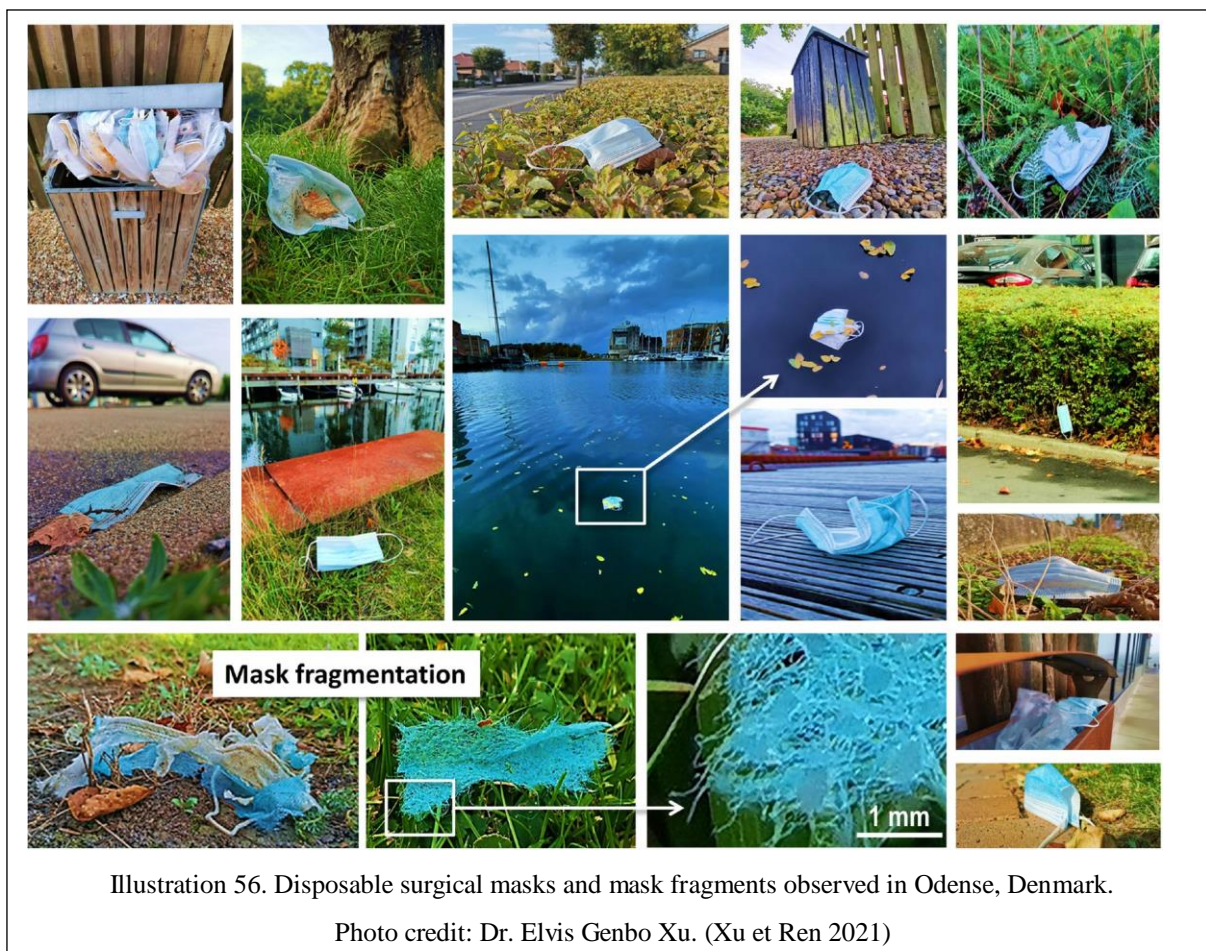 Mask fragmentation
1 mm
Illustration 56. Disposable surgical masks and mask fragments observed in Odense, Denmark.
Photo credit: Dr. Elvis Genbo Xu. (Xu et Ren 2021)